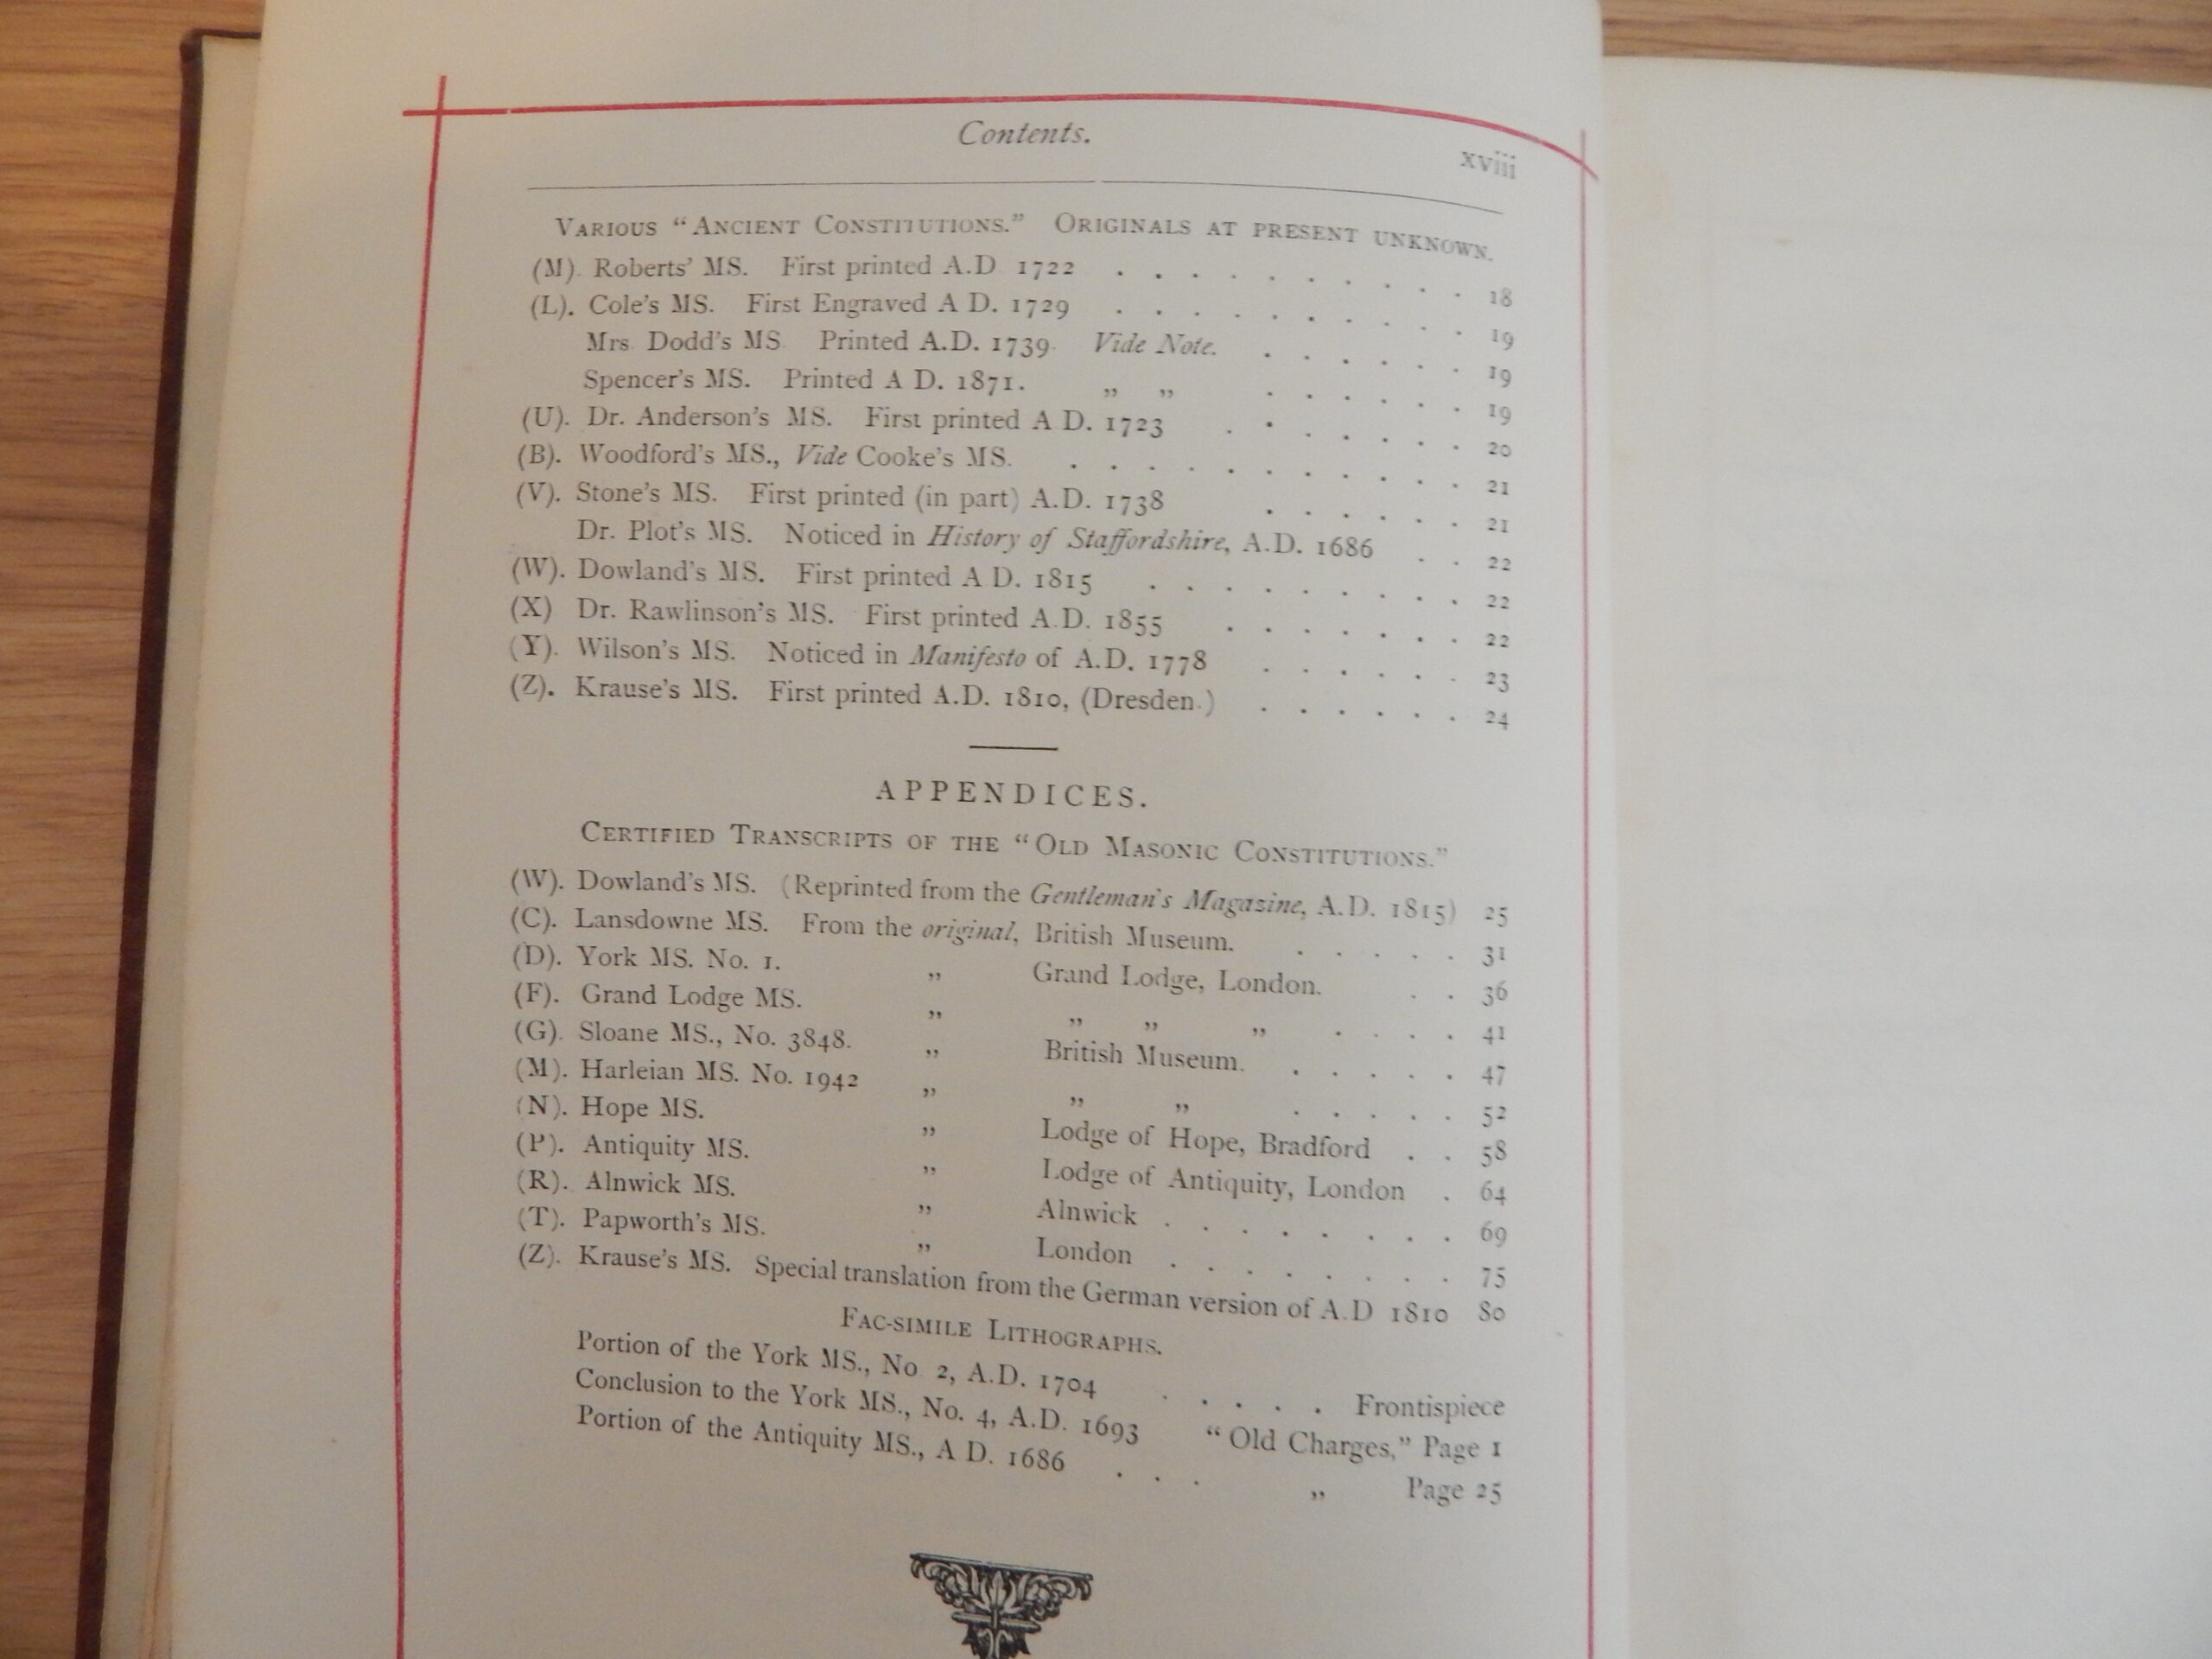 Contents.
xviii
VARIOUS “ANCIENT CONSTITUTIONS.” ORIGINALS AT PRESENT UNKNOWN.
(M). Roberts’ MS. First printed A.D 1722 . . . . . . . . . . 18
(L). Cole’s MS. First Engraved A D. 1729 . . . . . . . . . . 19
Mrs Dodd’s MS. Printed A.D. 1739. Vide Note. . . . . . . 19
Spencer’s MS. Printed A D. 1871. ” ” . . . . . . 19
(U). Dr. Anderson’s MS. First printed A D. 1723 . . . . . . . 20
(B). Woodford’s MS., Vide Cooke’s MS. . . . . . . . . . . . 21
(V). Stone’s MS. First printed (in part) A.D. 1738 . . . . . . 21
Dr. Plot’s MS. Noticed in History of Staffordshire, A.D. 1686 . . 22
(W). Dowland’s MS. First printed A D. 1815 . . . . . . . . . 22
(X) Dr. Rawlinson’s MS. First printed A.D. 1855 . . . . . . . 22
(Y). Wilson’s MS. Noticed in Manifesto of A.D. 1778 . . . . . . 23
(Z). Krause’s MS. First printed A.D. 1810, (Dresden.) . . . . . . 24
APPENDICES.
CERTIFIED TRANSCRIPTS OF THE “OLD MASONIC CONSTITUTIONS.”
(W). Dowland’s MS. (Reprinted from the Gentleman’s Magazine, A.D. 1815) 25
(C). Lansdowne MS. From the original, British Museum. . . . . . 31
(D). York MS. No. 1. ” Grand Lodge, London. . . 36
(F). Grand Lodge MS. ” ” ” ” . . . . 41
(G). Sloane MS., No. 3848. ” British Museum. . . . . . 47
(M). Harleian MS. No. 1942 ” ” ” . . . . . 52
(N). Hope MS. ” Lodge of Hope, Bradford . . 58
(P). Antiquity MS. ” Lodge of Antiquity, London . 64
(R). Alnwick MS. ” Alnwick . . . . . . . . 69
(T). Papworth’s MS. ” London . . . . . . . . 75
(Z). Krause’s MS. Special translation from the German version of A.D 1810 80
FAC-SIMILE LITHOGRAPHS.
Portion of the York MS., No 2, A.D. 1704 . . . . . Frontispiece
Conclusion to the York MS., No. 4, A.D. 1693 “Old Charges,” Page 1
Portion of the Antiquity MS., A D. 1686 . . . ” Page 25